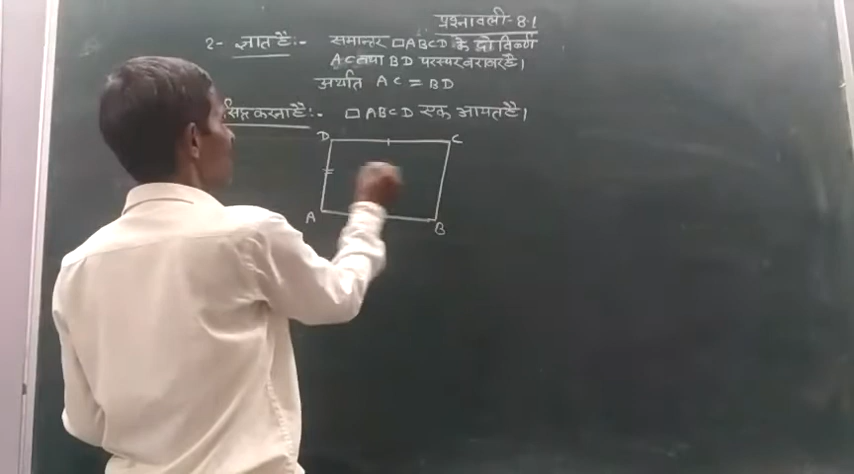 प्रश्नावली-8.1
2- ज्ञात है:- समान्तर □ABCD के दो विकर्ण
AC तथा BD परस्पर बराबर है।
अर्थात AC = BD
सिद्ध करना है:- □ABCD एक आयत है।
D C
A B